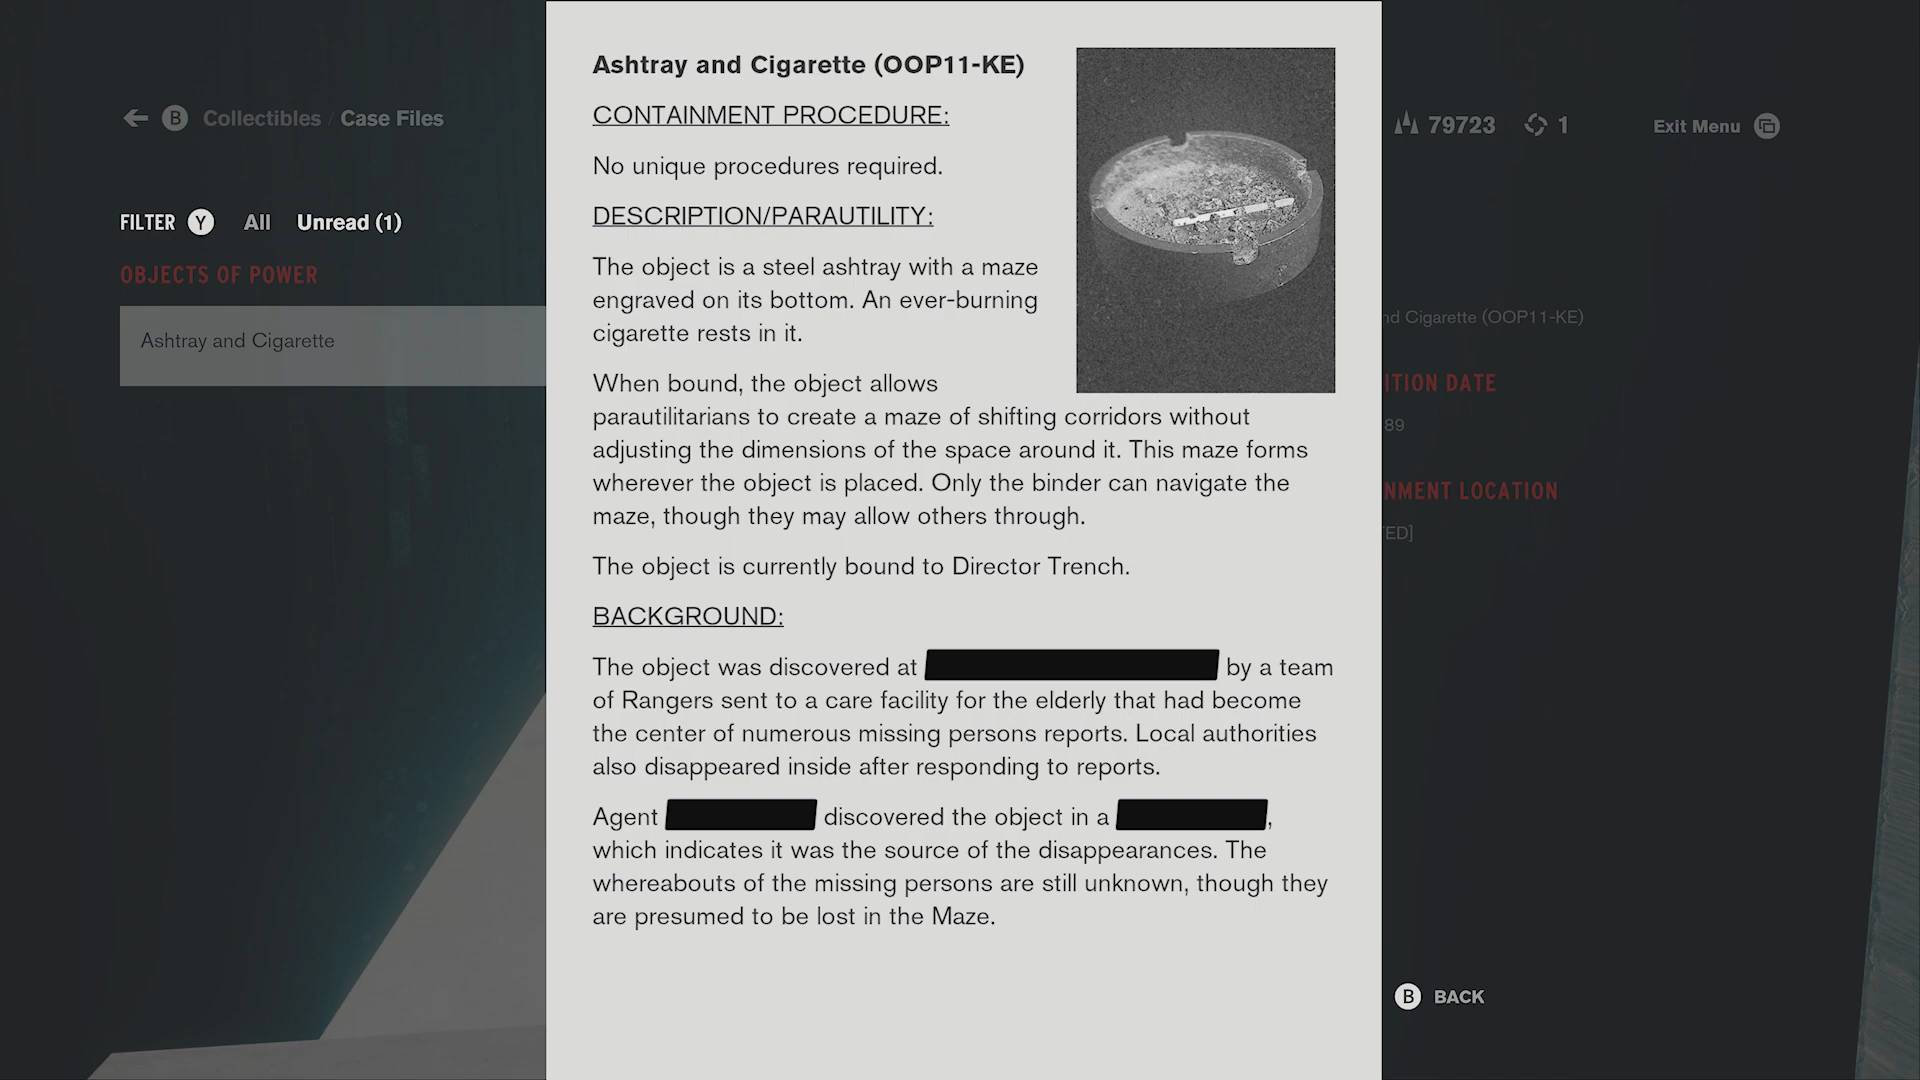 B Collectibles / Case Files
FILTER Y All Unread (1)
OBJECTS OF POWER
Ashtray and Cigarette
Ashtray and Cigarette (OOP11-KE)
CONTAINMENT PROCEDURE:
No unique procedures required.
DESCRIPTION/PARAUTILITY:
The object is a steel ashtray with a maze
engraved on its bottom. An ever-burning
cigarette rests in it.
When bound, the object allows
parautilitarians to create a maze of shifting corridors without
adjusting the dimensions of the space around it. This maze forms
wherever the object is placed. Only the binder can navigate the
maze, though they may allow others through.
The object is currently bound to Director Trench.
BACKGROUND:
The object was discovered at by a team
of Rangers sent to a care facility for the elderly that had become
the center of numerous missing persons reports. Local authorities
also disappeared inside after responding to reports.
Agent discovered the object in a ,
which indicates it was the source of the disappearances. The
whereabouts of the missing persons are still unknown, though they
are presumed to be lost in the Maze.
79723 1 Exit Menu
nd Cigarette (OOP11-KE)
ITION DATE
89
NMENT LOCATION
ED]
B BACK